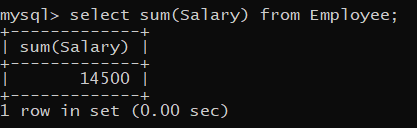 mysql> select sum(Salary) from Employee;
+-------------+
| sum(Salary) |
+-------------+
|       14500 |
+-------------+
1 row in set (0.00 sec)